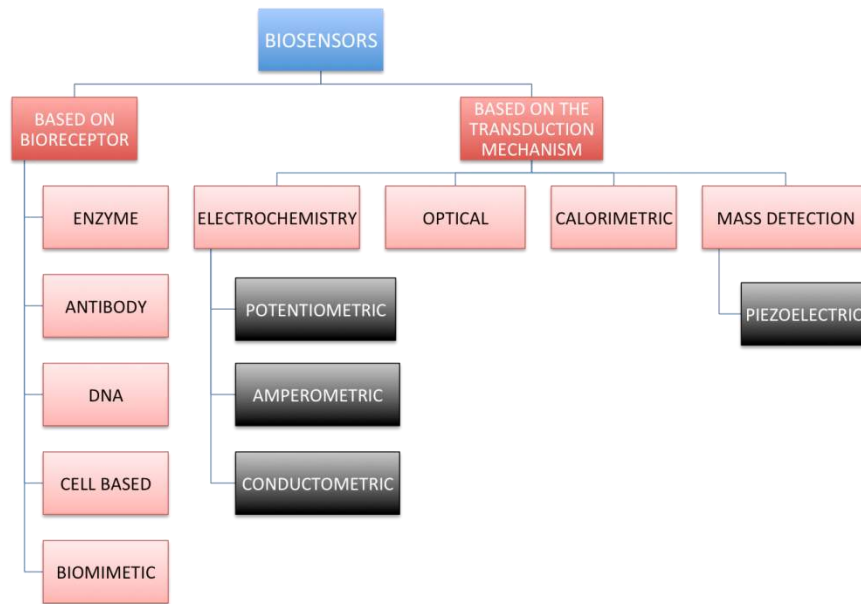 BIOSENSORS
BASED ON
BIORECEPTOR
BASED ON THE
TRANSDUCTION
MECHANISM
ENZYME
ANTIBODY
DNA
CELL BASED
BIOMIMETIC
ELECTROCHEMISTRY
POTENTIOMETRIC
AMPEROMETRIC
CONDUCTOMETRIC
OPTICAL
CALORIMETRIC
MASS DETECTION
PIEZOELECTRIC